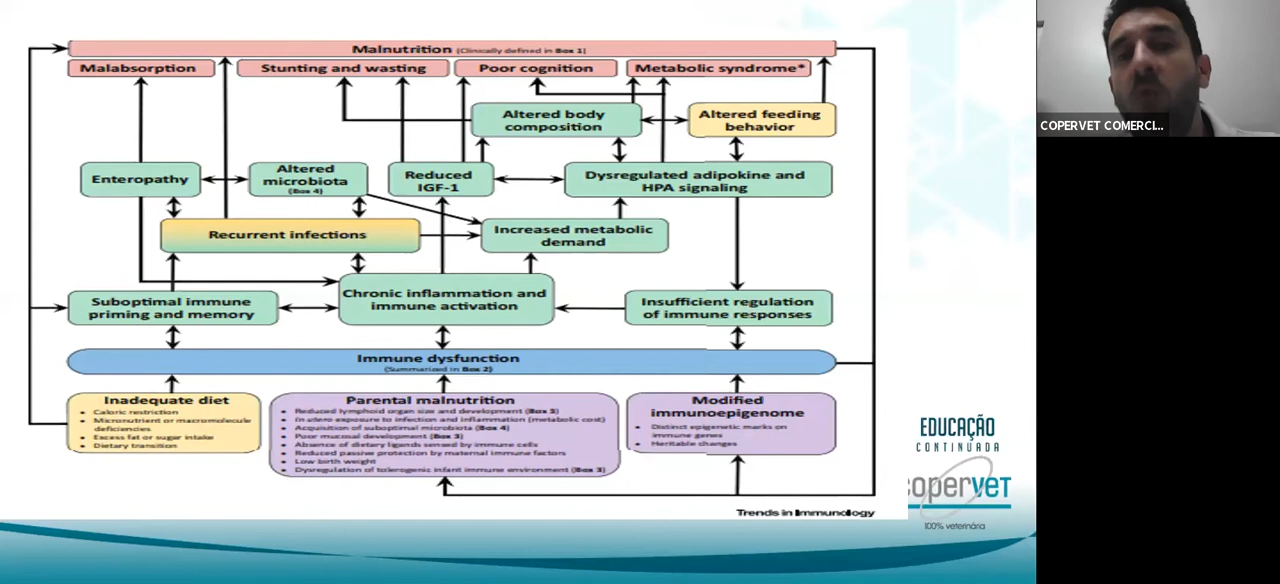 Malnutrition (Clinically defined in Box 1)
Malabsorption
Stunting and wasting
Poor cognition
Metabolic syndrome*
Altered body
composition
Altered feeding
behavior
Enteropathy
Altered
microbiota
(Box 4)
Reduced
IGF-1
Dysregulated adipokine and
HPA signaling
Recurrent infections
Increased metabolic
demand
Suboptimal immune
priming and memory
Chronic inflammation and
immune activation
Insufficient regulation
of immune responses
Immune dysfunction
(Summarized in Box 2)
Inadequate diet
• Caloric restriction
• Micronutrient or macromolecule
deficiencies
• Excess fat or sugar intake
• Dietary transition
Parental malnutrition
• Reduced lymphoid organ size and development (Box 5)
• In utero exposure to infection and inflammation (metabolic cost)
• Acquisition of suboptimal microbiota (Box 4)
• Poor mucosal development (Box 3)
• Absence of dietary ligands sensed by immune cells
• Reduced passive protection by maternal immune factors
• Low birth weight
• Dysregulation of tolerogenic infant immune environment (Box 3)
Modified
immunoepigenome
• Distinct epigenetic marks on
immune genes
• Heritable changes
Trends in Immunology
EDUCAÇÃO
CONTINUADA
copervet
100% veterinária
COPERVET COMERCI...